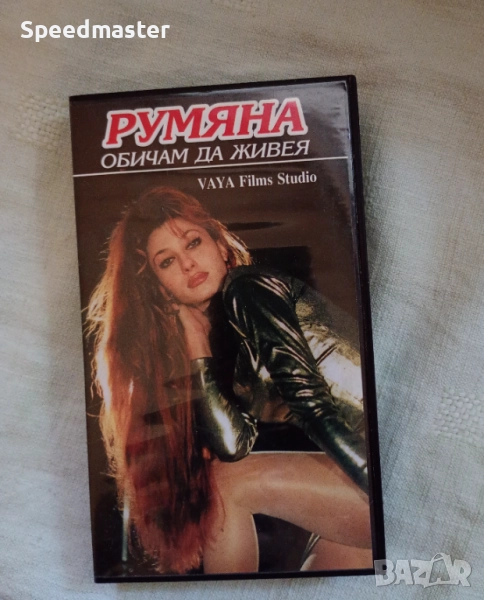 Speedmaster
РУМЯНА
ОБИЧАМ ДА ЖИВЕЯ
VAYA Films Studio
BAZAR